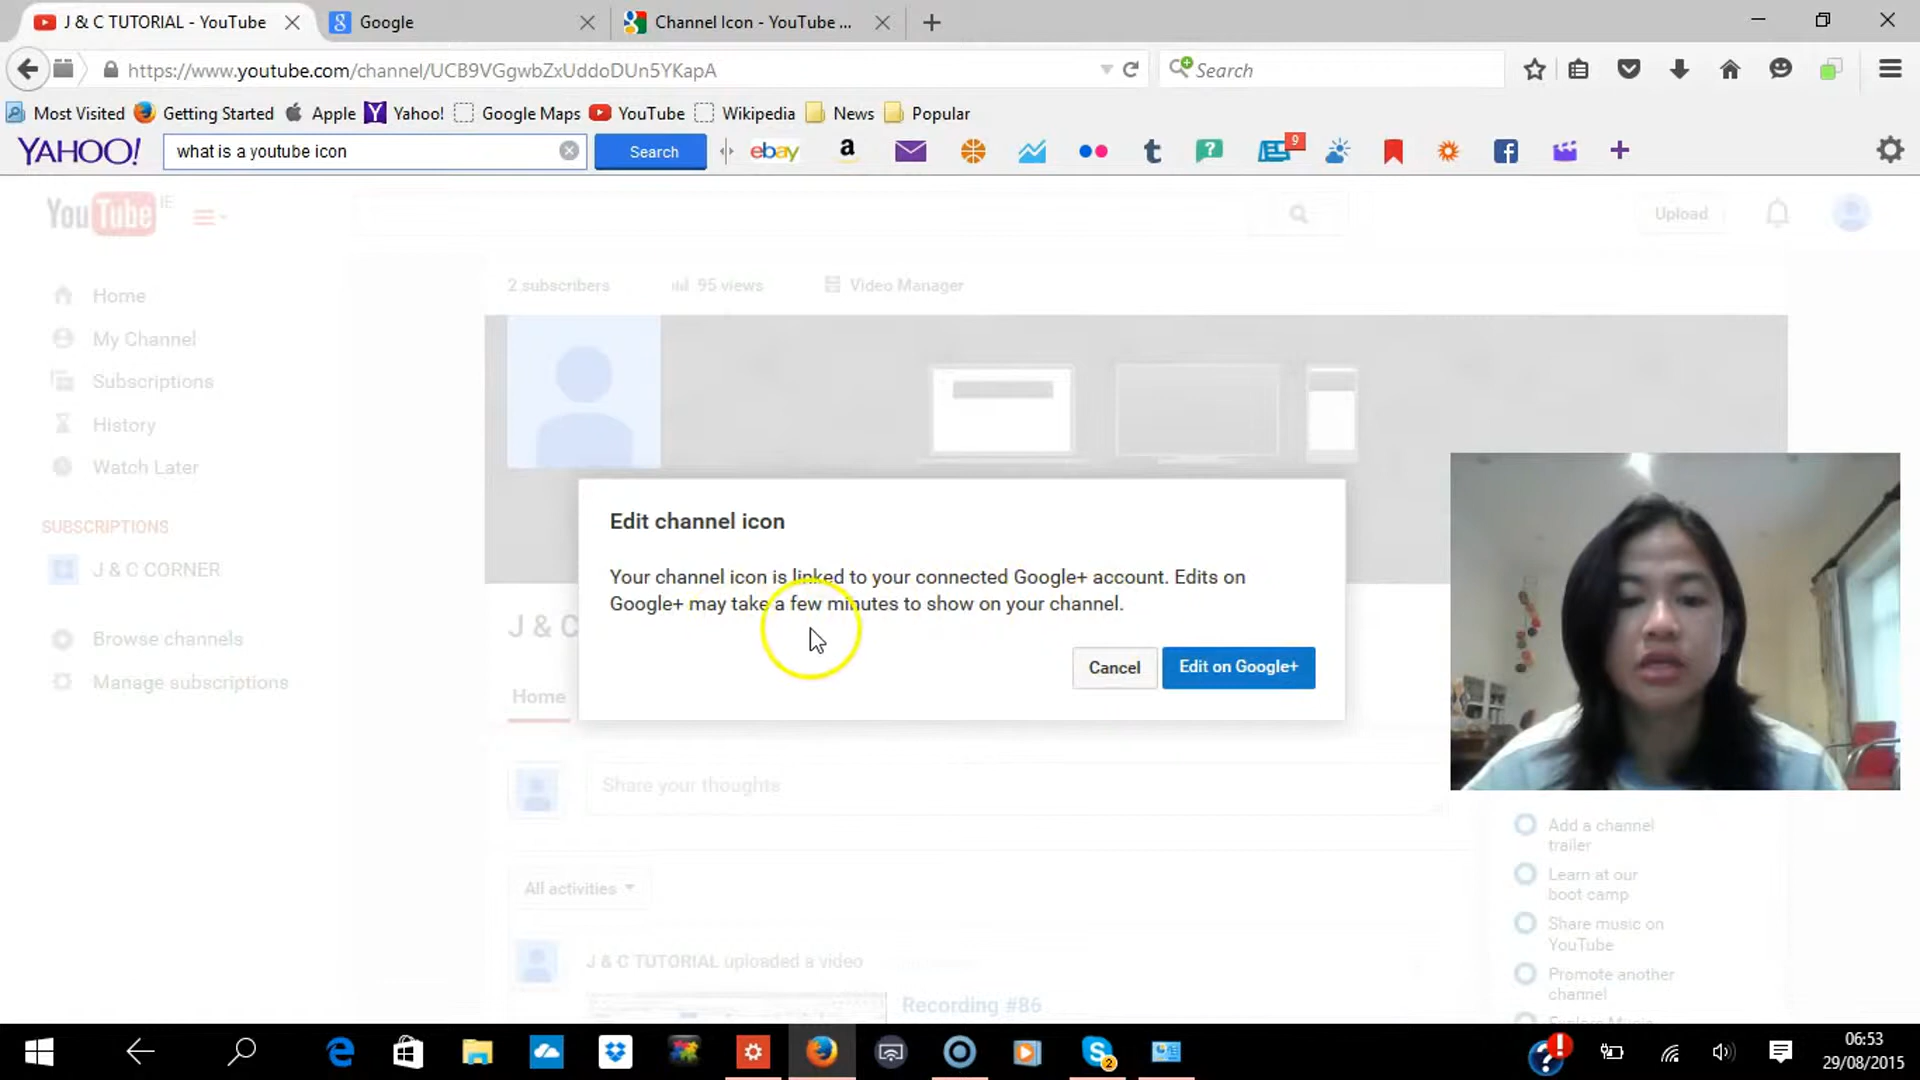 J & C TUTORIAL - YouTube
Google
Channel Icon - YouTube ...
https://www.youtube.com/channel/UCB9VGgwbZxUddoDUn5YKapA
Search
Most Visited
Getting Started
Apple
Yahoo!
Google Maps
YouTube
Wikipedia
News
Popular
YAHOO!
what is a youtube icon
Search
ebay
9
YouTube IE
Upload
2 subscribers
95 views
Video Manager
Home
My Channel
Subscriptions
History
Watch Later
SUBSCRIPTIONS
J & C CORNER
Browse channels
Manage subscriptions
Edit channel icon
Your channel icon is linked to your connected Google+ account. Edits on
Google+ may take a few minutes to show on your channel.
Cancel
Edit on Google+
J & C
Home
Share your thoughts
All activities
J & C TUTORIAL uploaded a video
Recording #86
Add a channel
trailer
Learn at our
boot camp
Share music on
YouTube
Promote another
channel
2
06:53
29/08/2015